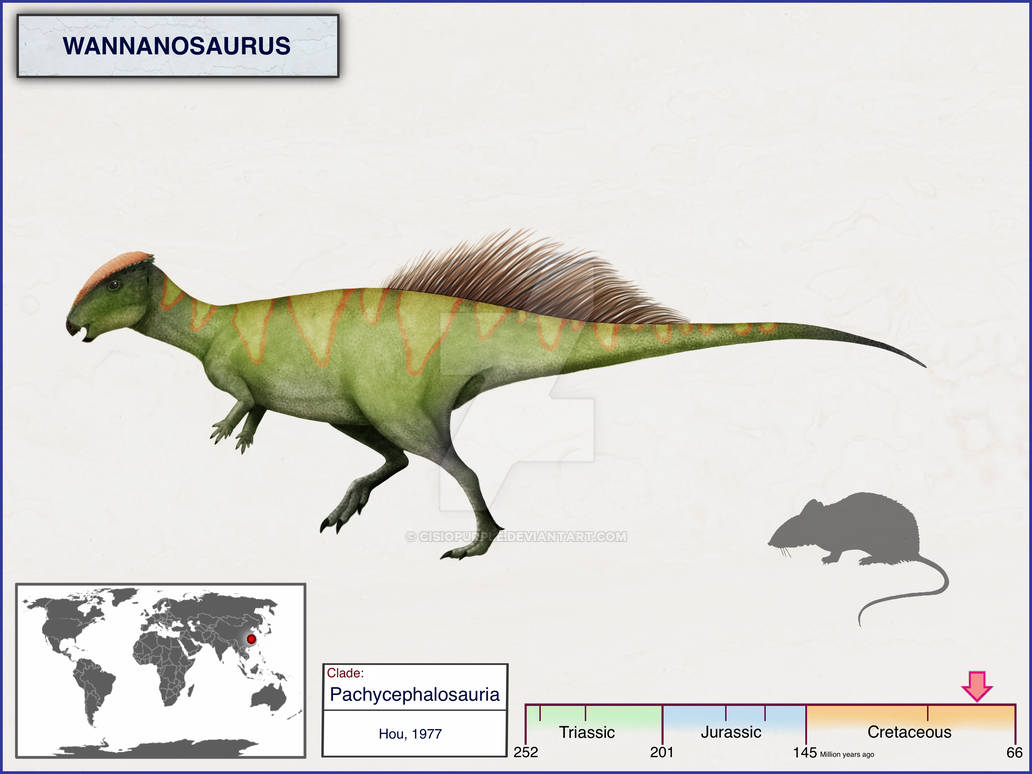 WANNANOSAURUS
© CISIOPURPLE.DEVIANTART.COM
Clade:
Pachycephalosauria
Hou, 1977
Triassic Jurassic Cretaceous
252 201 145 Million years ago 66